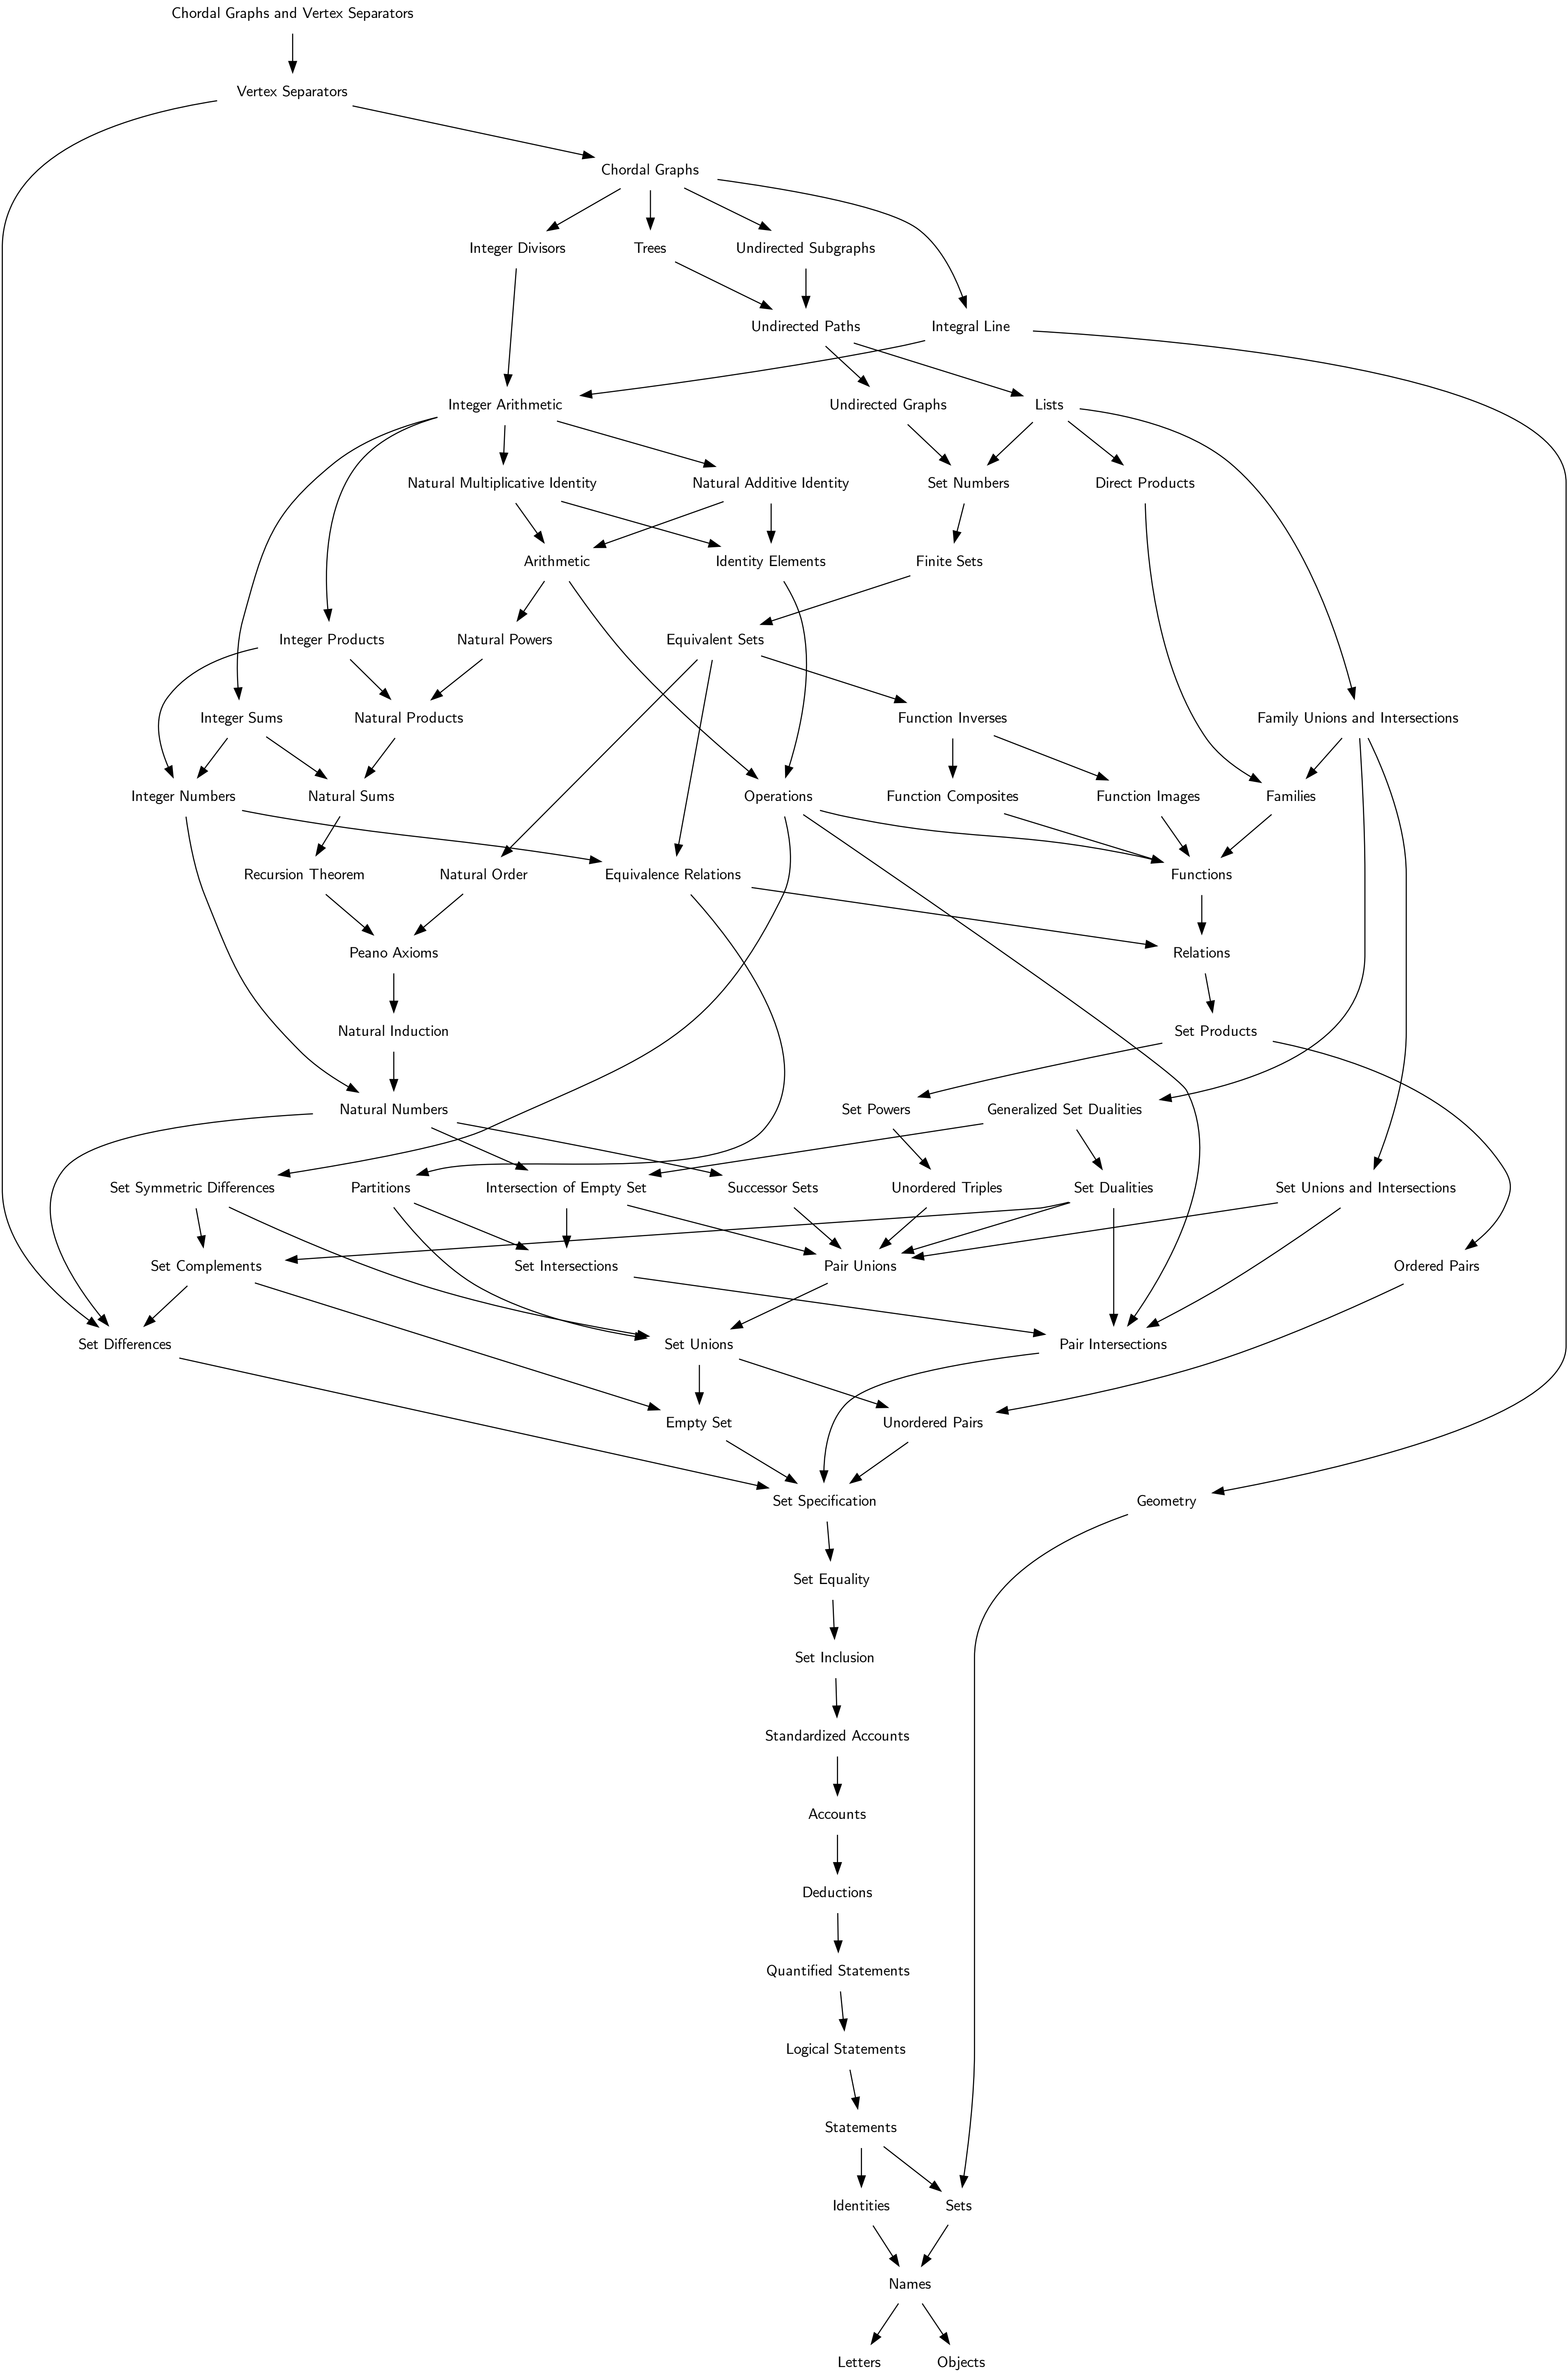 Chordal Graphs and Vertex Separators
Vertex Separators
Chordal Graphs
Integer Divisors
Trees
Undirected Subgraphs
Undirected Paths
Integral Line
Integer Arithmetic
Undirected Graphs
Lists
Natural Multiplicative Identity
Natural Additive Identity
Set Numbers
Direct Products
Arithmetic
Identity Elements
Finite Sets
Integer Products
Natural Powers
Equivalent Sets
Integer Sums
Natural Products
Function Inverses
Family Unions and Intersections
Integer Numbers
Natural Sums
Operations
Function Composites
Function Images
Families
Recursion Theorem
Natural Order
Equivalence Relations
Functions
Peano Axioms
Relations
Natural Induction
Set Products
Natural Numbers
Set Powers
Generalized Set Dualities
Set Symmetric Differences
Partitions
Intersection of Empty Set
Successor Sets
Unordered Triples
Set Dualities
Set Unions and Intersections
Set Complements
Set Intersections
Pair Unions
Ordered Pairs
Set Differences
Set Unions
Pair Intersections
Empty Set
Unordered Pairs
Set Specification
Geometry
Set Equality
Set Inclusion
Standardized Accounts
Accounts
Deductions
Quantified Statements
Logical Statements
Statements
Identities
Sets
Names
Letters
Objects